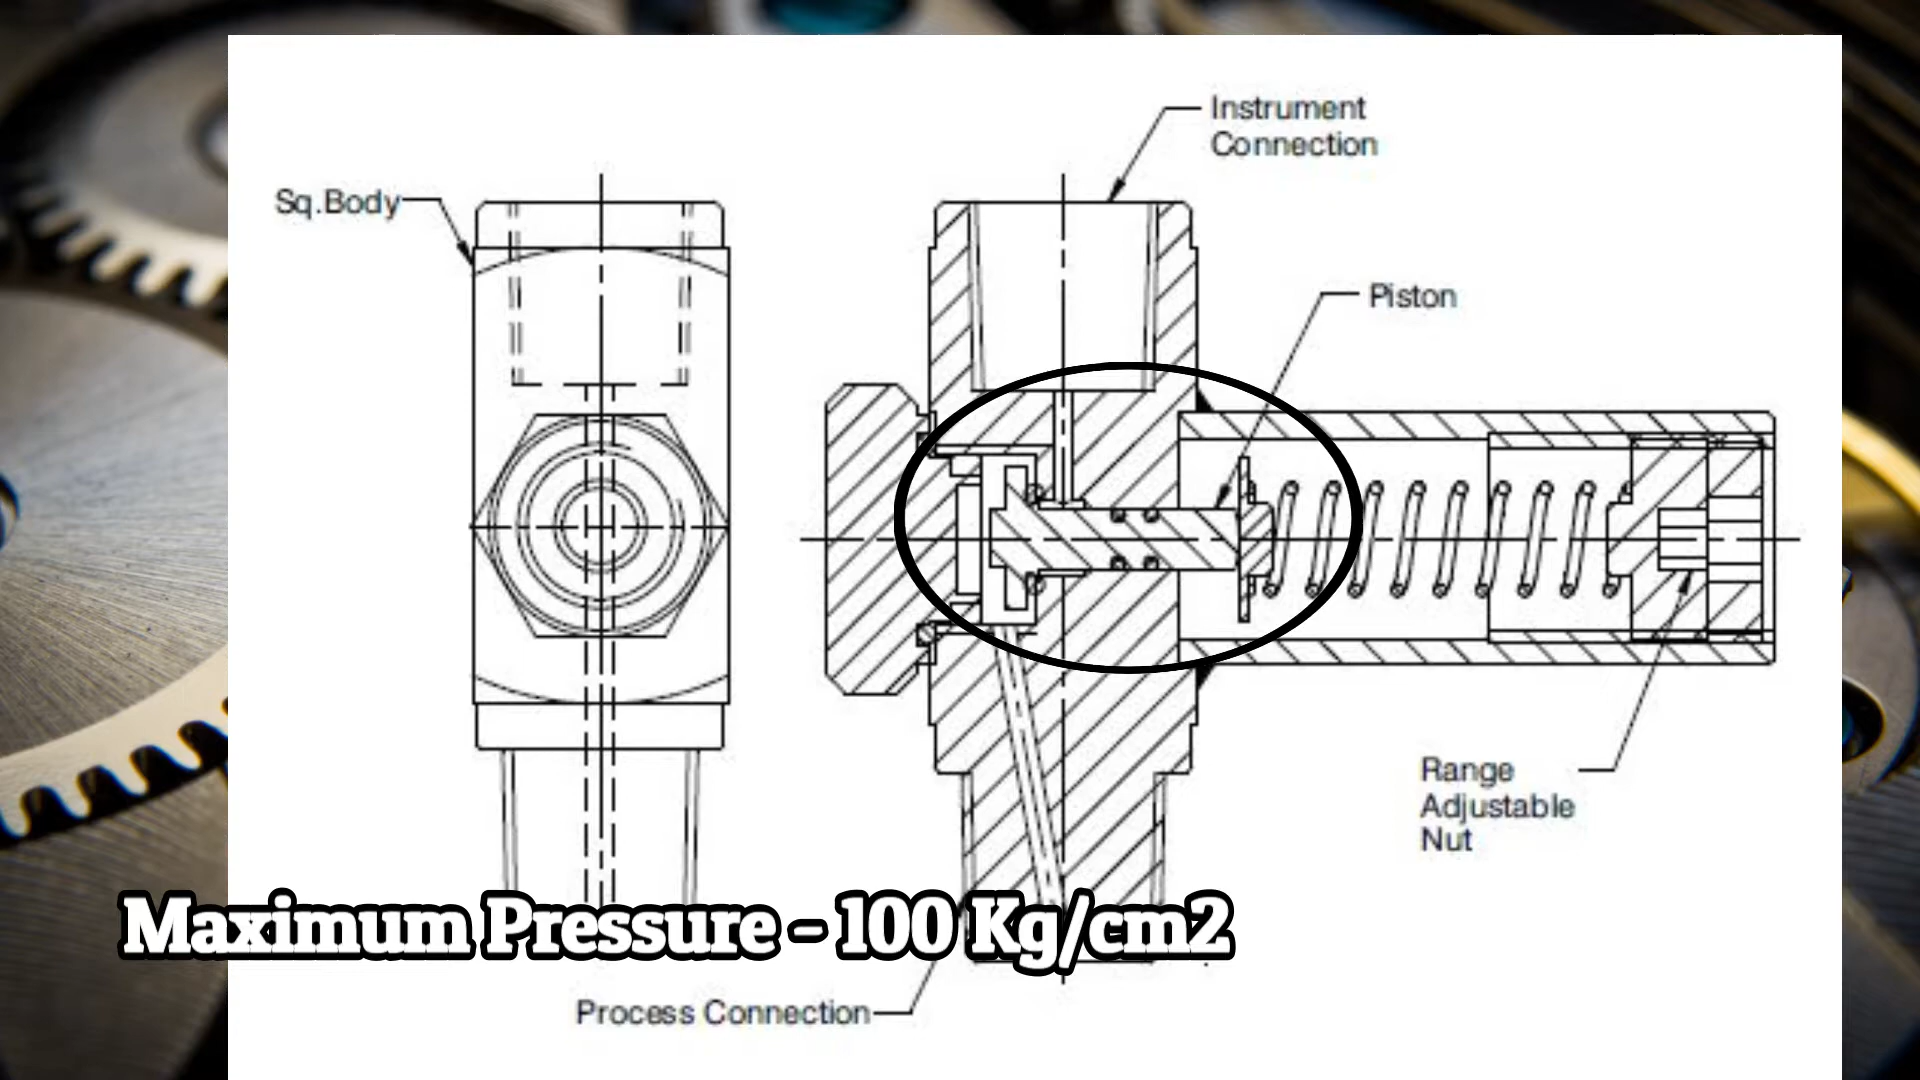 Instrument
Connection
Sq.Body
Piston
Range
Adjustable
Nut
Maximum Pressure - 100 Kg/cm2
Process Connection